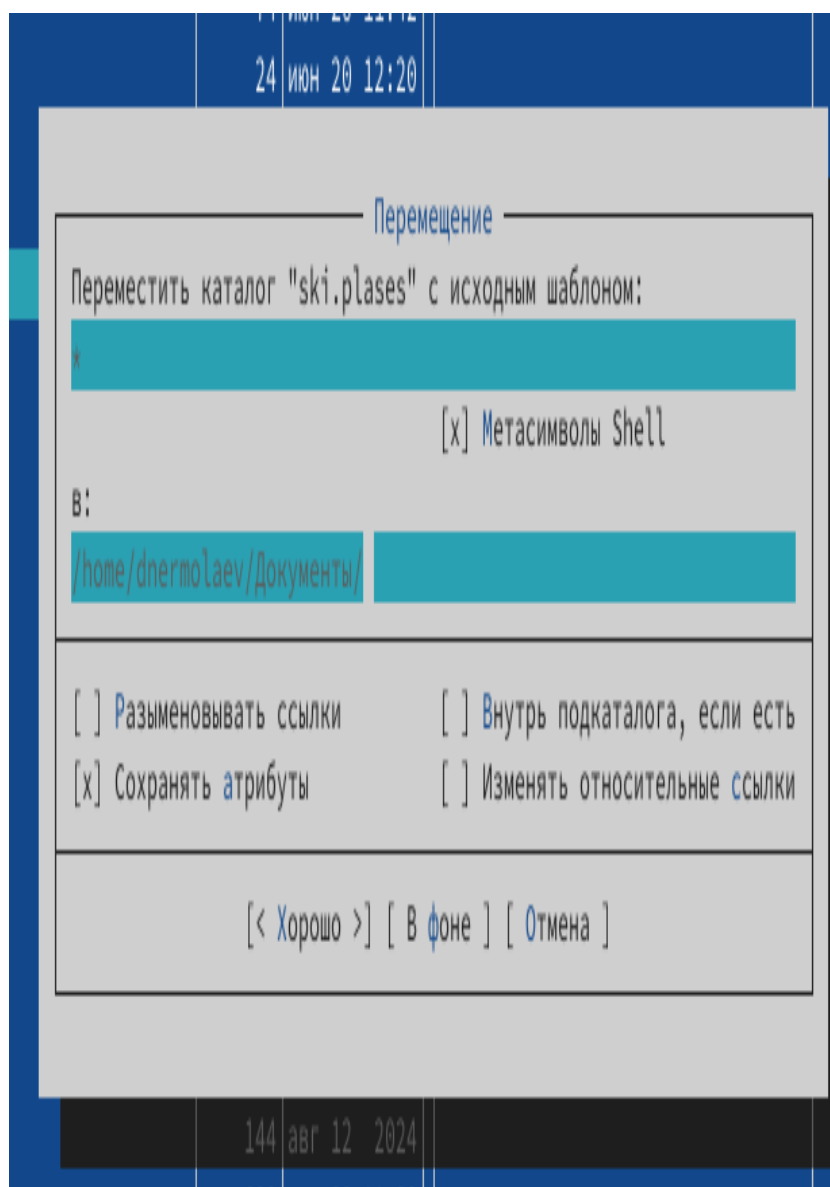 24 июн 20 12:20
Перемещение
Переместить каталог "ski.plases" с исходным шаблоном:
*
[x] Метасимволы Shell
в:
/home/dnermolaev/Документы/
[ ] Разыменовывать ссылки [ ] Внутрь подкаталога, если есть
[x] Сохранять атрибуты [ ] Изменять относительные ссылки
[< Хорошо >] [ В фоне ] [ Отмена ]
144 авг 12 2024